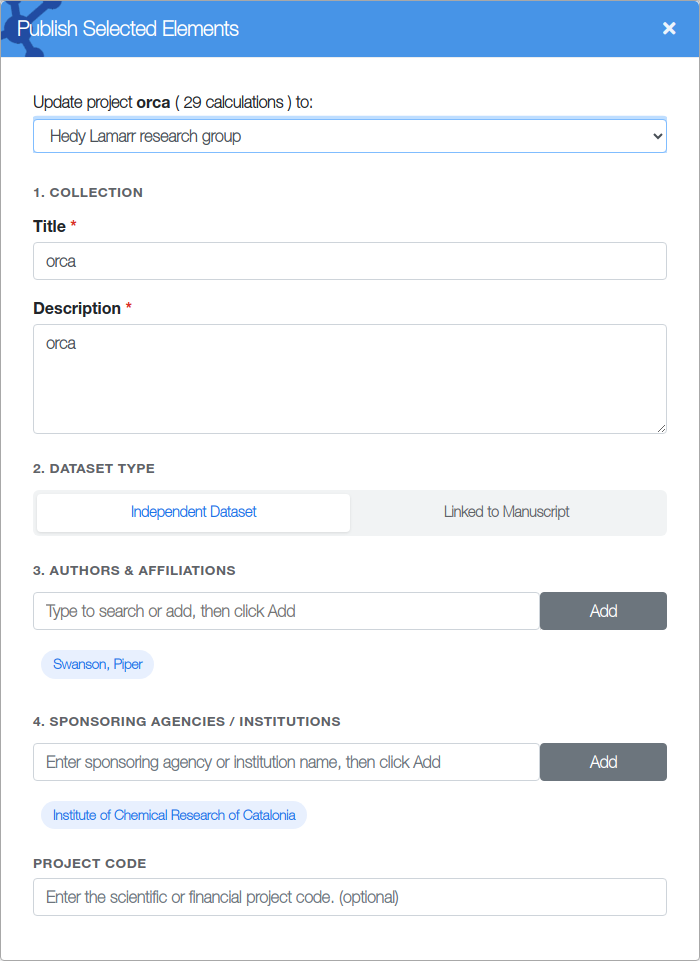 Publish Selected Elements
×
Update project orca ( 29 calculations ) to:
Hedy Lamarr research group
1. COLLECTION
Title *
orca
Description *
orca
2. DATASET TYPE
Independent Dataset Linked to Manuscript
3. AUTHORS & AFFILIATIONS
Type to search or add, then click Add Add
Swanson, Piper
4. SPONSORING AGENCIES / INSTITUTIONS
Enter sponsoring agency or institution name, then click Add Add
Institute of Chemical Research of Catalonia
PROJECT CODE
Enter the scientific or financial project code. (optional)